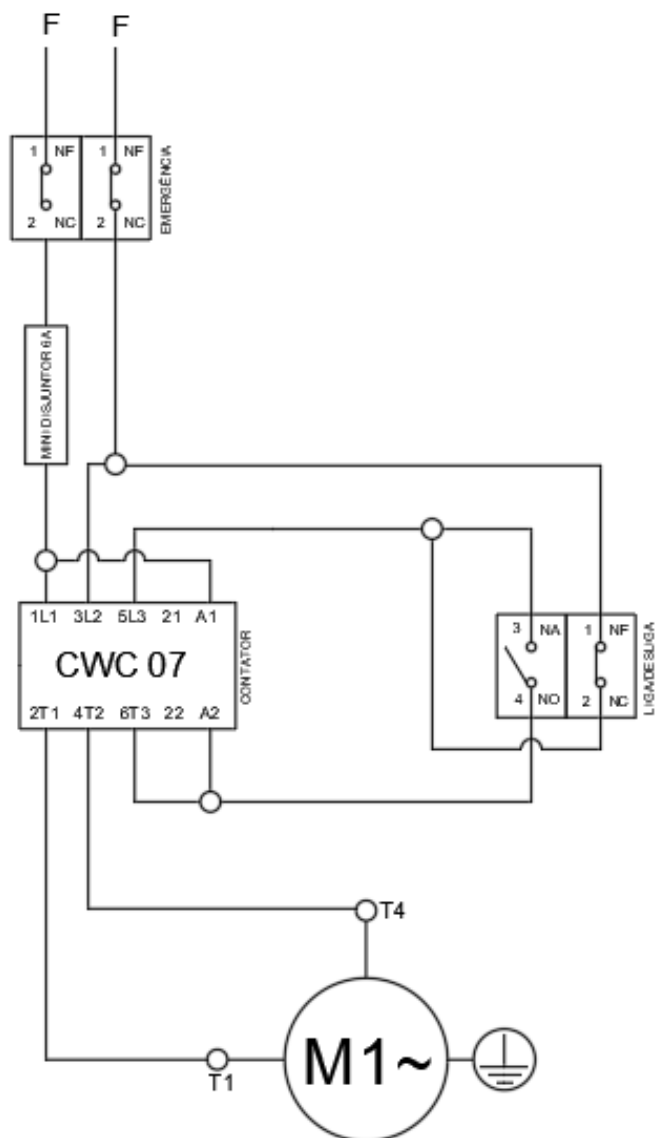 F F
1 NF 1 NF
2 NC 2 NC
EMERGÊNCIA
MINI DISJUNTOR 6A
1L1 3L2 5L3 21 A1
CWC 07
2T1 4T2 6T3 22 A2
CONTATOR
3 NA 1 NF
4 NO 2 NC
LIGA/DESLIGA
T4
M1~
T1